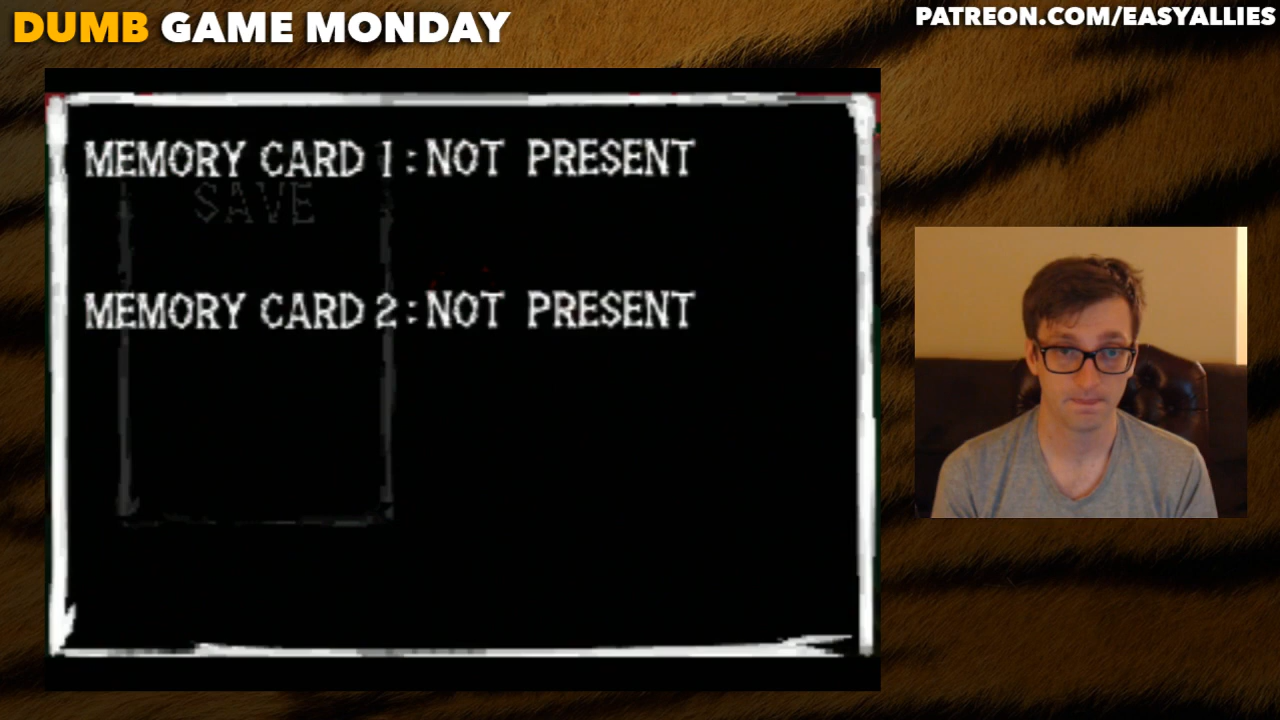 DUMB GAME MONDAY
PATREON.COM/EASYALLIES
MEMORY CARD 1 : NOT PRESENT
SAVE
MEMORY CARD 2 : NOT PRESENT